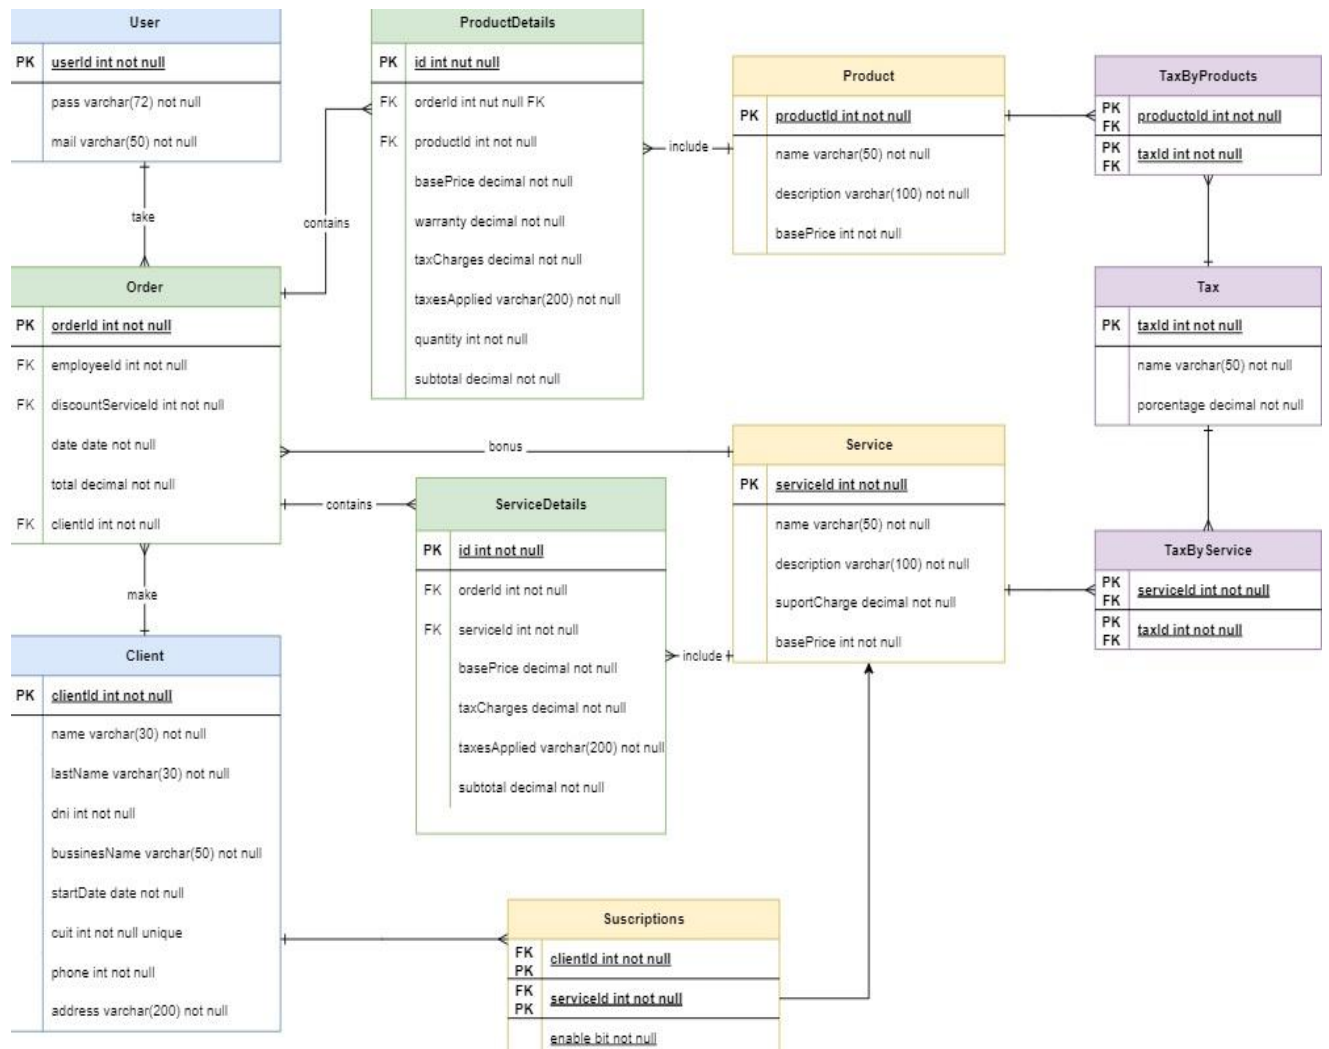 User
PK userId int not null
pass varchar(72) not null
mail varchar(50) not null
take
Order
PK orderId int not null
FK employeeId int not null
FK discountServiceId int not null
date date not null
total decimal not null
FK clientId int not null
make
Client
PK clientId int not null
name varchar(30) not null
lastName varchar(30) not null
dni int not null
bussinesName varchar(50) not null
startDate date not null
cuit int not null unique
phone int not null
address varchar(200) not null
contains
ProductDetails
PK id int nut null
FK orderId int nut null FK
FK productId int not null
basePrice decimal not null
warranty decimal not null
taxCharges decimal not null
taxesApplied varchar(200) not null
quantity int not null
subtotal decimal not null
include
bonus
contains
ServiceDetails
PK id int not null
FK orderId int not null
FK serviceId int not null
basePrice decimal not null
taxCharges decimal not null
taxesApplied varchar(200) not null
subtotal decimal not null
include
Suscriptions
FK
PK
clientId int not null
FK
PK
serviceId int not null
enable bit not null
Product
PK productId int not null
name varchar(50) not null
description varchar(100) not null
basePrice int not null
Service
PK serviceId int not null
name varchar(50) not null
description varchar(100) not null
suportCharge decimal not null
basePrice int not null
TaxByProducts
PK
FK
productoId int not null
PK
FK
taxId int not null
Tax
PK taxId int not null
name varchar(50) not null
porcentage decimal not null
TaxByService
PK
FK
serviceId int not null
PK
FK
taxId int not null